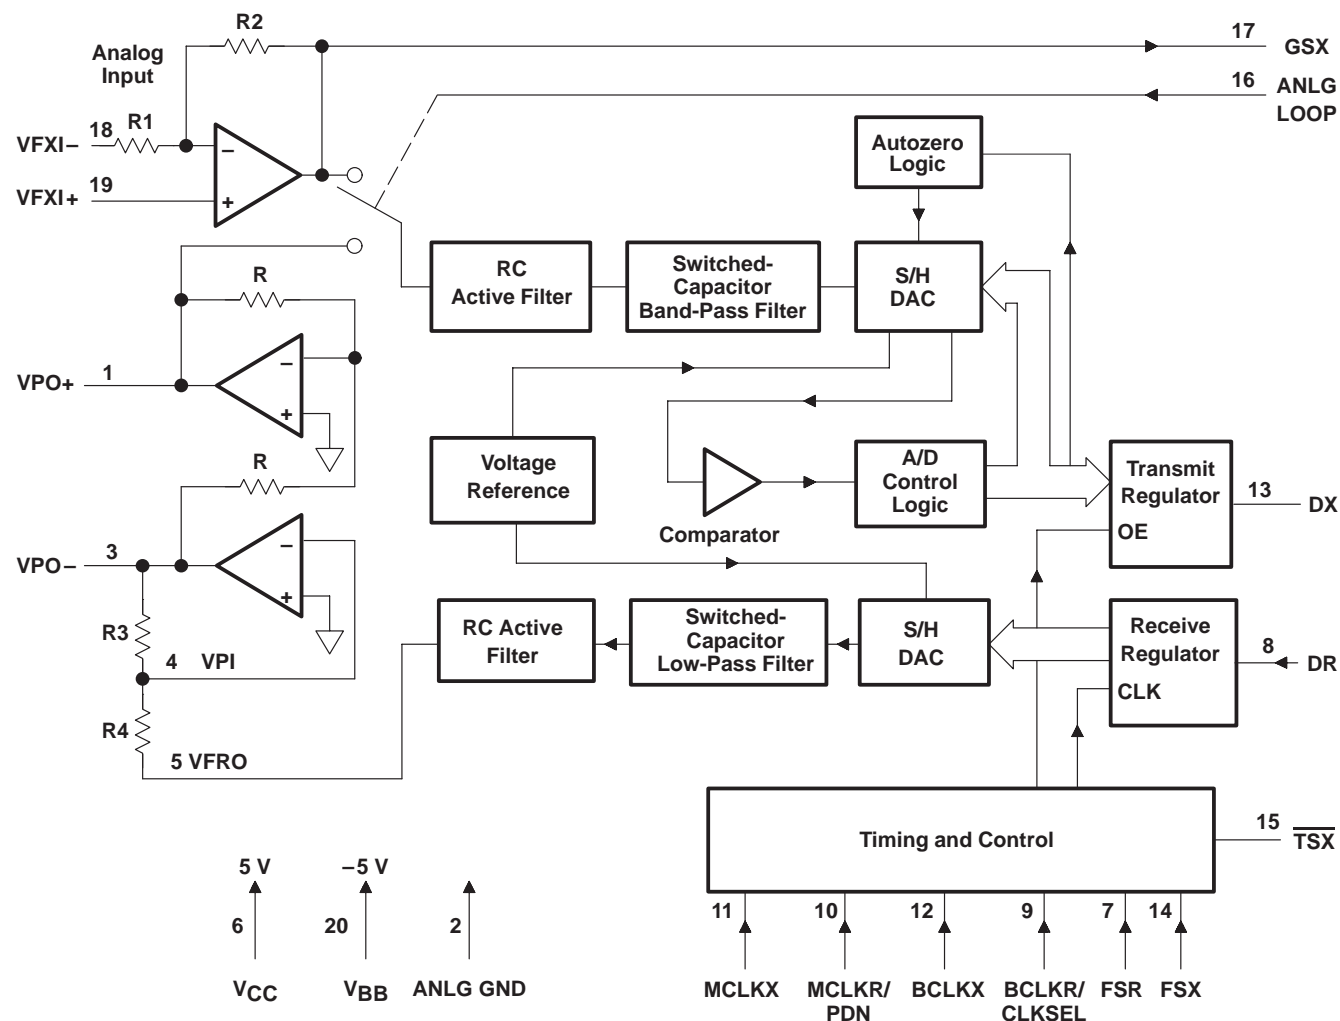 R2
17
GSX
Analog
Input
16
ANLG
LOOP
R1
18
VFXI−
Autozero
Logic
19
VFXI+
RC
Active Filter
Switched-
Capacitor
Band-Pass Filter
S/H
DAC
R
−
+
VPO+
1
−
+
R
Voltage
Reference
Comparator
A/D
Control
Logic
Transmit
Regulator
OE
13
DX
VPO−
3
−
+
RC Active
Filter
Switched-
Capacitor
Low-Pass Filter
S/H
DAC
Receive
Regulator
CLK
8
DR
R3
4 VPI
R4
5 VFRO
Timing and Control
15
TSX
5 V
−5 V
6
20
2
VCC
VBB
ANLG GND
11
10
12
9
7
14
MCLKX
MCLKR/
PDN
BCLKX
BCLKR/
CLKSEL
FSR
FSX